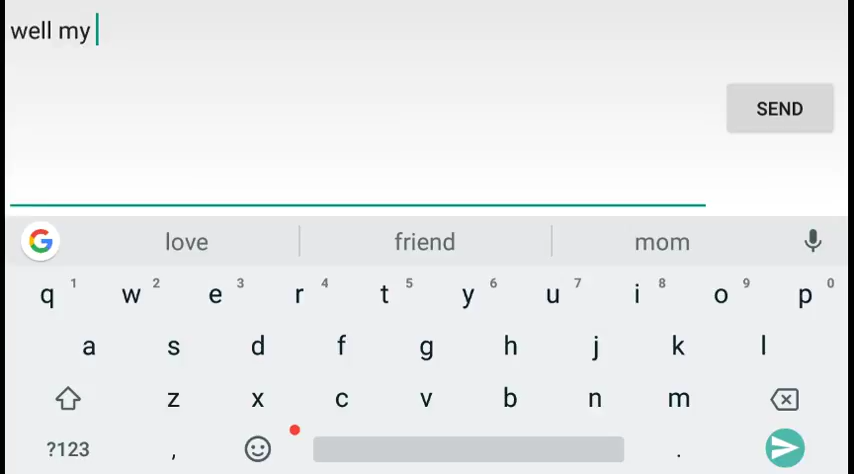 well my
SEND
love friend mom
q 1 w 2 e 3 r 4 t 5 y 6 u 7 i 8 o 9 p 0
a s d f g h j k l
z x c v b n m
?123 , .